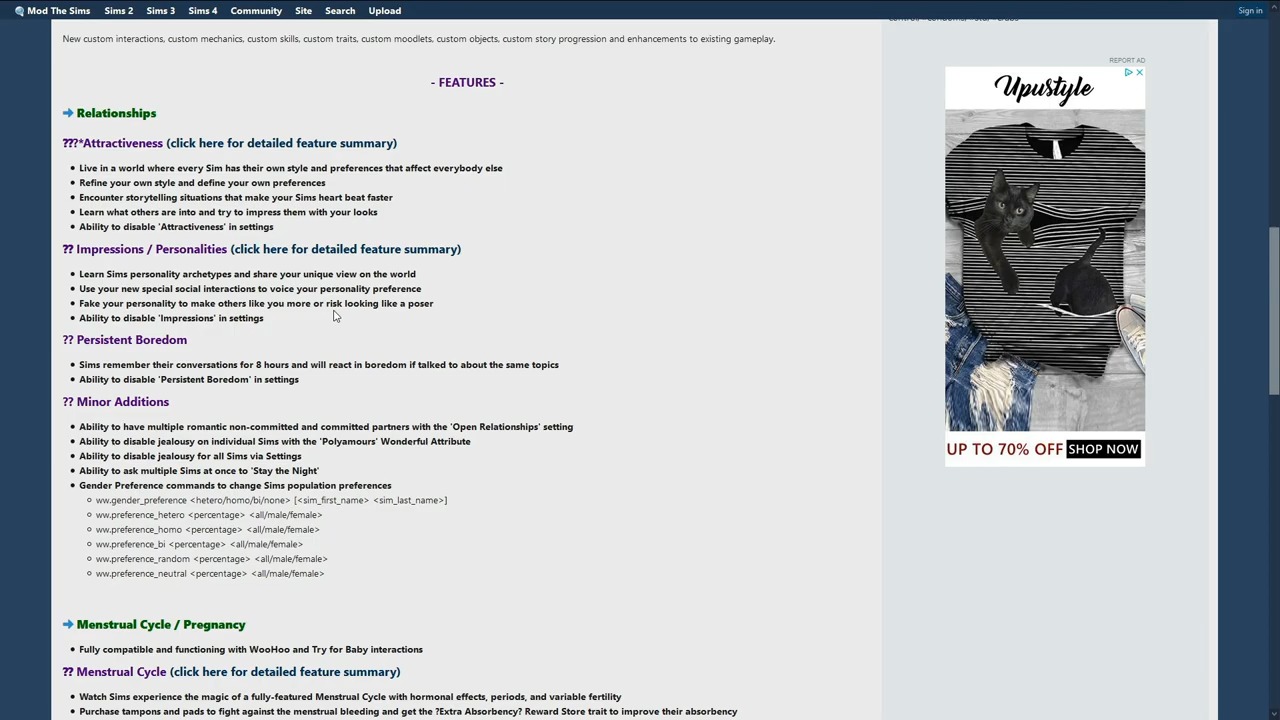 Mod The Sims Sims 2 Sims 3 Sims 4 Community Site Search Upload Sign in
New custom interactions, custom mechanics, custom skills, custom traits, custom moodlets, custom objects, custom story progression and enhancements to existing gameplay.
REPORT AD
- FEATURES -
Upustyle
Relationships
???*Attractiveness (click here for detailed feature summary)
Live in a world where every Sim has their own style and preferences that affect everybody else
Refine your own style and define your own preferences
Encounter storytelling situations that make your Sims heart beat faster
Learn what others are into and try to impress them with your looks
Ability to disable 'Attractiveness' in settings
?? Impressions / Personalities (click here for detailed feature summary)
Learn Sims personality archetypes and share your unique view on the world
Use your new special social interactions to voice your personality preference
Fake your personality to make others like you more or risk looking like a poser
Ability to disable 'Impressions' in settings
?? Persistent Boredom
Sims remember their conversations for 8 hours and will react in boredom if talked to about the same topics
Ability to disable 'Persistent Boredom' in settings
?? Minor Additions
Ability to have multiple romantic non-committed and committed partners with the 'Open Relationships' setting
Ability to disable jealousy on individual Sims with the 'Polyamours' Wonderful Attribute
UP TO 70% OFF SHOP NOW
Ability to disable jealousy for all Sims via Settings
Ability to ask multiple Sims at once to 'Stay the Night'
Gender Preference commands to change Sims population preferences
ww.gender_preference <hetero/homo/bi/none> [<sim_first_name> <sim_last_name>]
ww.preference_hetero <percentage> <all/male/female>
ww.preference_homo <percentage> <all/male/female>
ww.preference_bi <percentage> <all/male/female>
ww.preference_random <percentage> <all/male/female>
ww.preference_neutral <percentage> <all/male/female>
Menstrual Cycle / Pregnancy
Fully compatible and functioning with WooHoo and Try for Baby interactions
?? Menstrual Cycle (click here for detailed feature summary)
Watch Sims experience the magic of a fully-featured Menstrual Cycle with hormonal effects, periods, and variable fertility
Purchase tampons and pads to fight against the menstrual bleeding and get the ?Extra Absorbency? Reward Store trait to improve their absorbency